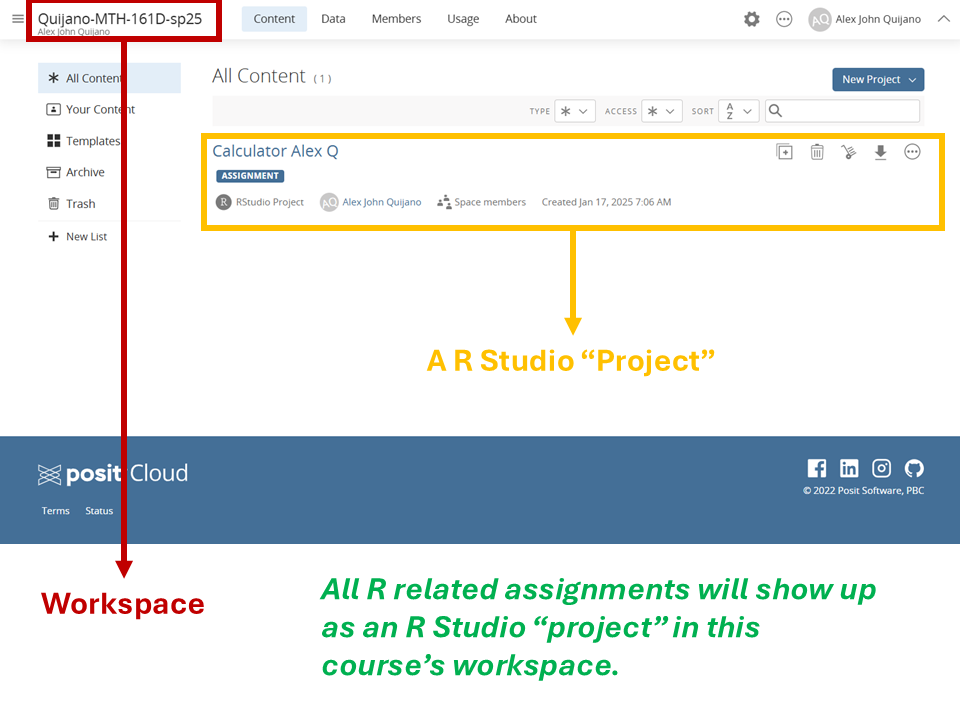 Quijano-MTH-161D-sp25
Alex John Quijano
Content Data Members Usage About
AQ Alex John Quijano
All Content
Your Content
Templates
Archive
Trash
New List
All Content (1)
New Project
TYPE ACCESS SORT A Z
Calculator Alex Q
ASSIGNMENT
R RStudio Project AQ Alex John Quijano Space members Created Jan 17, 2025 7:06 AM
A R Studio “Project”
posit Cloud
Terms Status
© 2022 Posit Software, PBC
Workspace
All R related assignments will show up
as an R Studio “project” in this
course’s workspace.